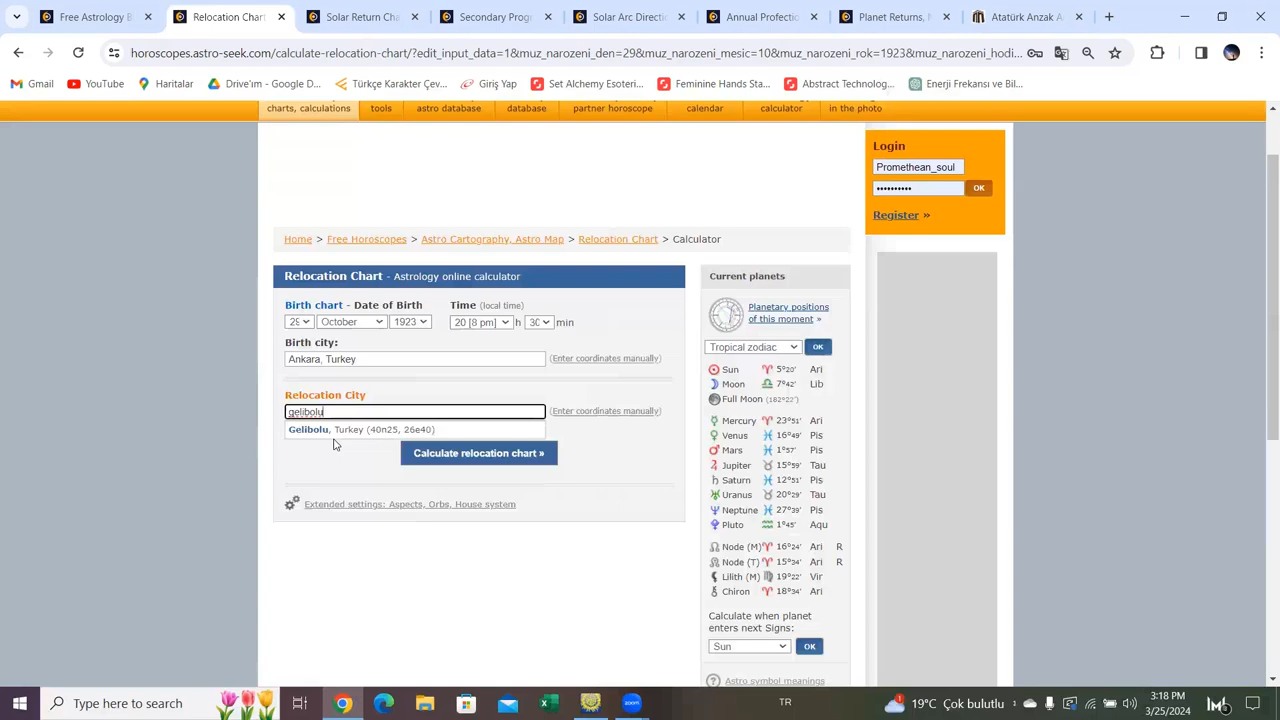 Free Astrology B
Relocation Chart
Solar Return Cha
Secondary Prog
Solar Arc Directi
Annual Profectio
Planet Returns, R
Atatürk Anzak A
horoscopes.astro-seek.com/calculate-relocation-chart/?edit_input_data=1&muz_narozeni_den=29&muz_narozeni_mesic=10&muz_narozeni_rok=1923&muz_narozeni_hodi...
Gmail
YouTube
Haritalar
Drive'ım - Google D...
Türkçe Karakter Çev...
Giriş Yap
Set Alchemy Esoteri...
Feminine Hands Sta...
Abstract Technolog...
Enerji Frekansı ve Bil...
charts, calculations
tools
astro database
database
partner horoscope
calendar
calculator
in the photo
Login
Promethean_soul
••••••••••
OK
Register »
Home > Free Horoscopes > Astro Cartography, Astro Map > Relocation Chart > Calculator
Relocation Chart - Astrology online calculator
Birth chart - Date of Birth
Time (local time)
29 October 1923 20 [8 pm] h 30 min
Birth city:
Ankara, Turkey
(Enter coordinates manually)
Relocation City
gelibolu
(Enter coordinates manually)
Gelibolu, Turkey (40n25, 26e40)
Calculate relocation chart »
Extended settings: Aspects, Orbs, House system
Current planets
Planetary positions
of this moment »
Tropical zodiac OK
Sun 5°20' Ari
Moon 7°42' Lib
Full Moon (182°22')
Mercury 23°51' Ari
Venus 16°49' Pis
Mars 1°45' Pis
Jupiter 15°59' Tau
Saturn 12°51' Pis
Uranus 20°29' Tau
Neptune 27°39' Pis
Pluto 1°45' Aqu
Node (M) 16°24' Ari R
Node (T) 15°34' Ari R
Lilith (M) 19°22' Vir
Chiron 18°34' Ari
Calculate when planet
enters next Signs:
Sun OK
Astro symbol meanings
Type here to search
TR
1
19°C Çok bulutlu
3:18 PM
3/25/2024